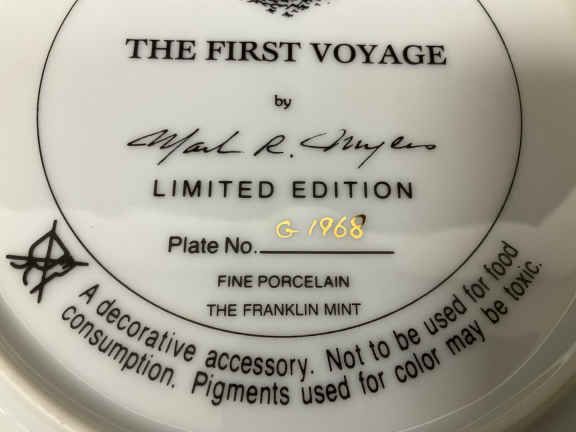 THE FIRST VOYAGE
by
Mark R. Myers
LIMITED EDITION
Plate No. G 1968
FINE PORCELAIN
THE FRANKLIN MINT
A decorative accessory. Not to be used for food
consumption. Pigments used for color may be toxic.